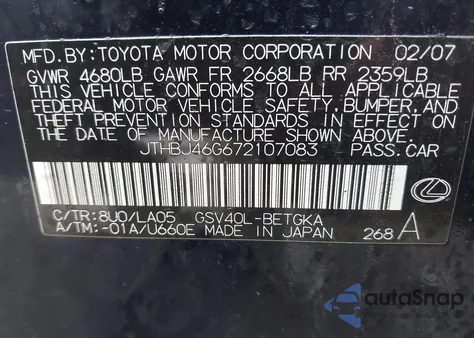 MFD. BY: TOYOTA MOTOR CORPORATION 02/07
GVWR 4680LB GAWR FR 2668LB RR 2359LB
THIS VEHICLE CONFORMS TO ALL APPLICABLE
FEDERAL MOTOR VEHICLE SAFETY, BUMPER, AND
THEFT PREVENTION STANDARDS IN EFFECT ON
THE DATE OF MANUFACTURE SHOWN ABOVE.
JTHBJ46G672107083 PASS. CAR
C/TR: 8U0/LA05 GSV40L-BETGKA
A/TM: -01A/U660E MADE IN JAPAN 268 A
autoSnap